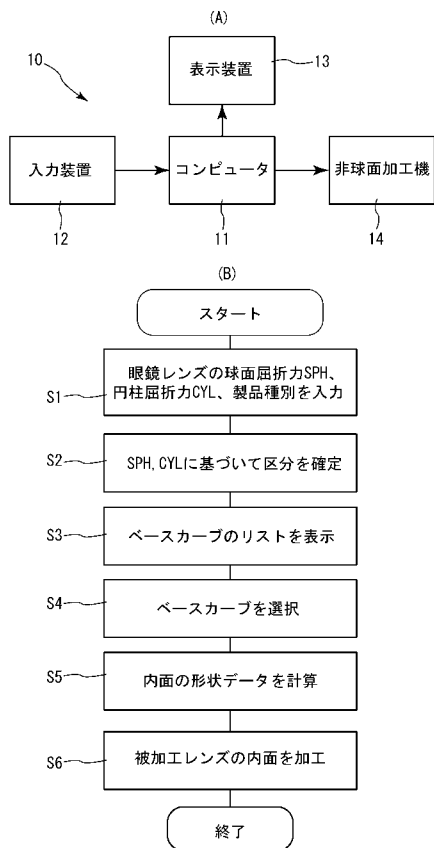 (A)
10
表示装置
13
入力装置
コンピュータ
非球面加工機
12
11
14
(B)
スタート
眼鏡レンズの球面屈折力SPH、
円柱屈折力CYL、製品種別を入力
S1
S2
SPH,CYLに基づいて区分を確定
S3
ベースカーブのリストを表示
S4
ベースカーブを選択
S5
内面の形状データを計算
S6
被加工レンズの内面を加工
終了